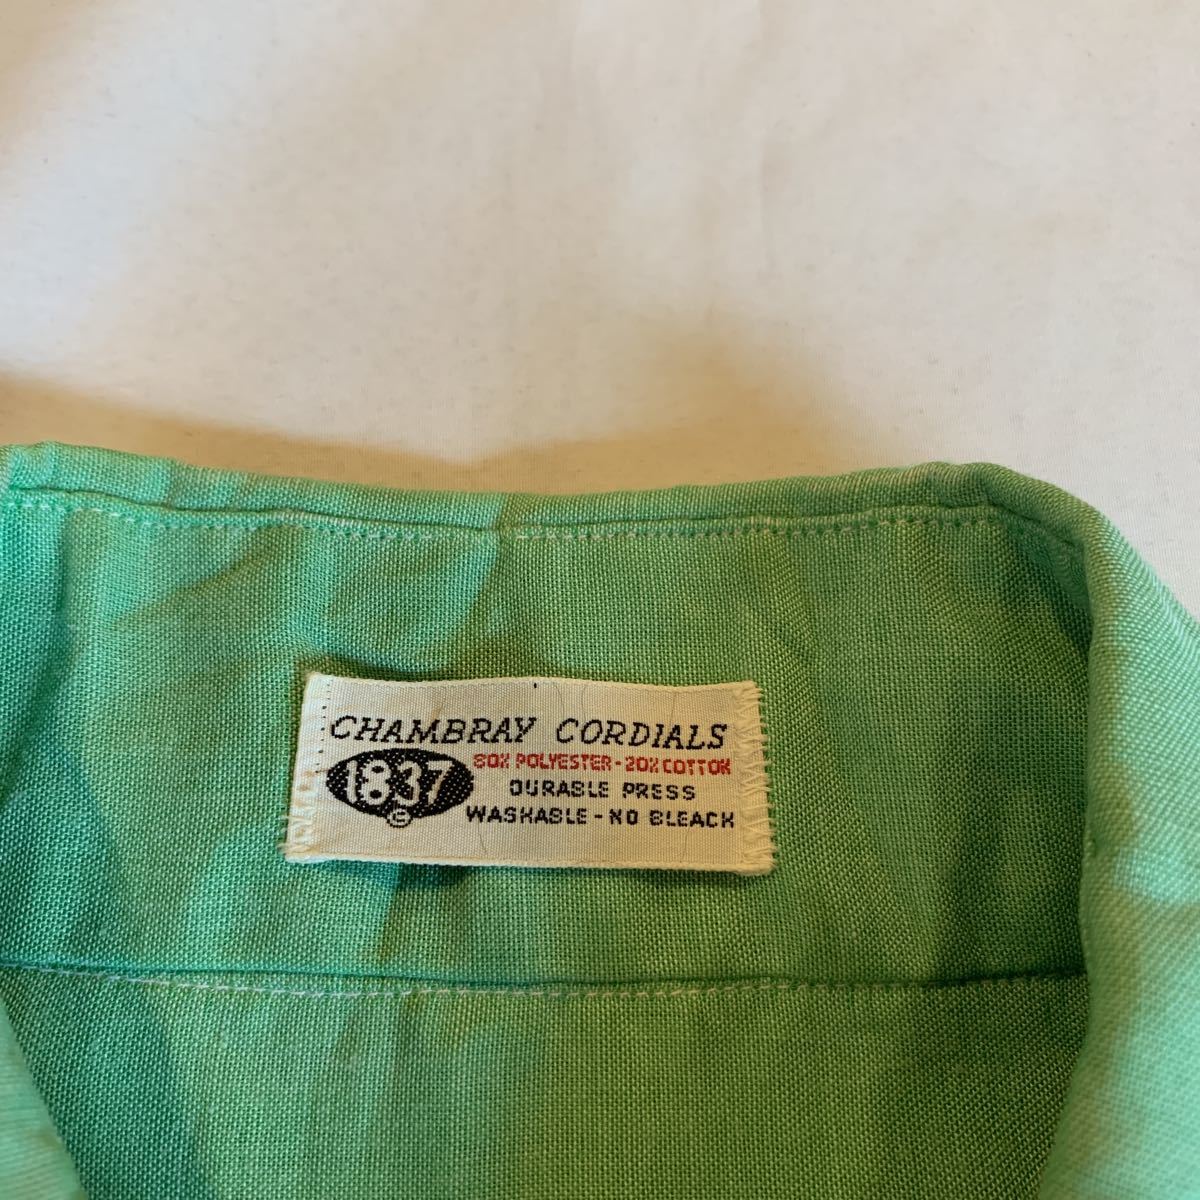 CHAMBRAY CORDIALS
80% POLYESTER - 20% COTTON
1837
©
DURABLE PRESS
WASHABLE - NO BLEACH